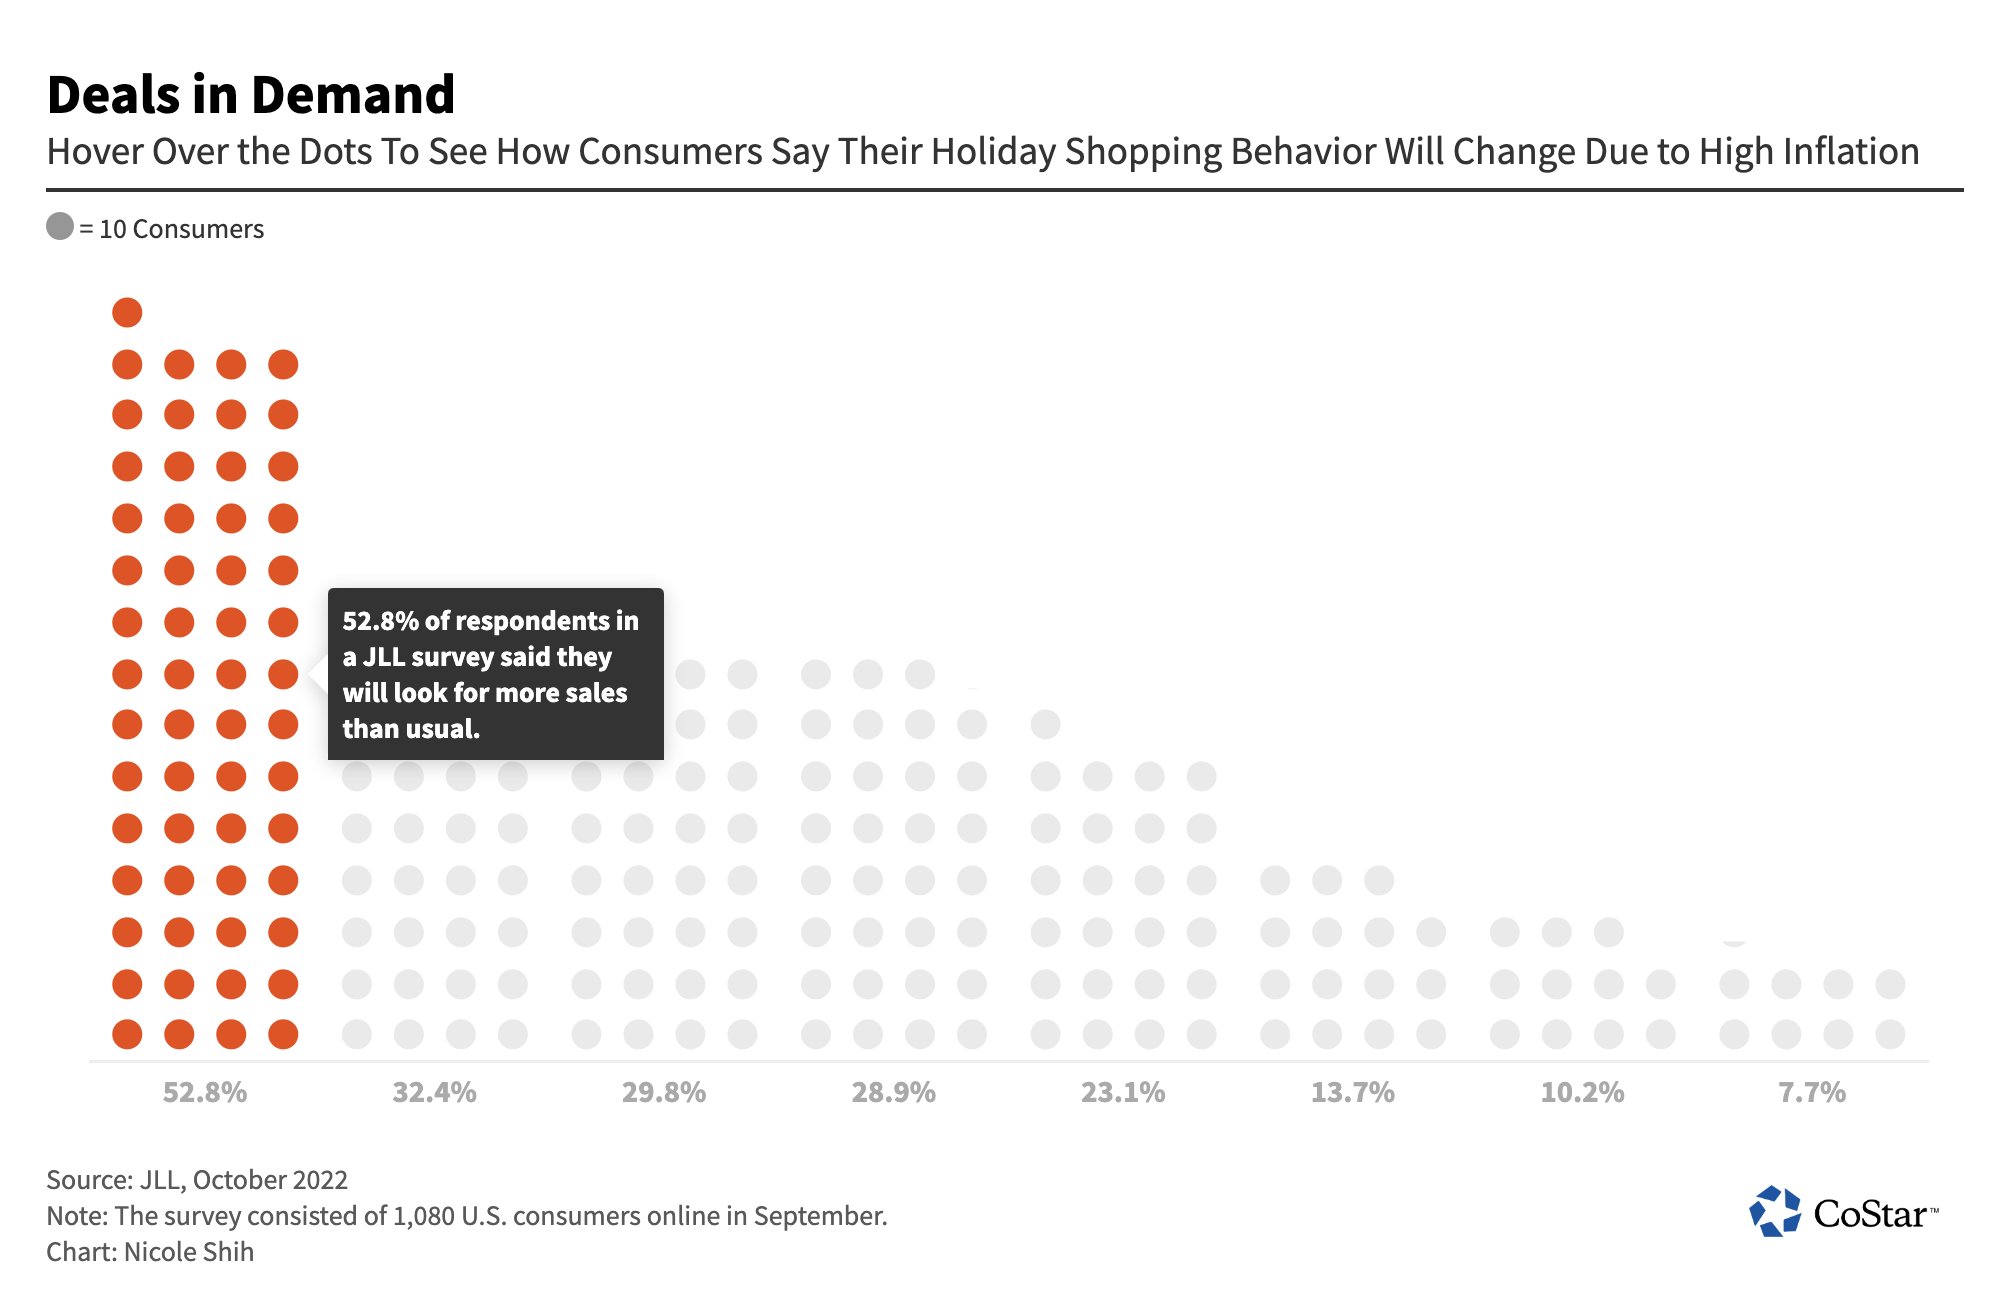 Deals in Demand
Hover Over the Dots To See How Consumers Say Their Holiday Shopping Behavior Will Change Due to High Inflation
= 10 Consumers
52.8% of respondents in
a JLL survey said they
will look for more sales
than usual.
52.8% 32.4% 29.8% 28.9% 23.1% 13.7% 10.2% 7.7%
Source: JLL, October 2022
Note: The survey consisted of 1,080 U.S. consumers online in September.
Chart: Nicole Shih
CoStar™